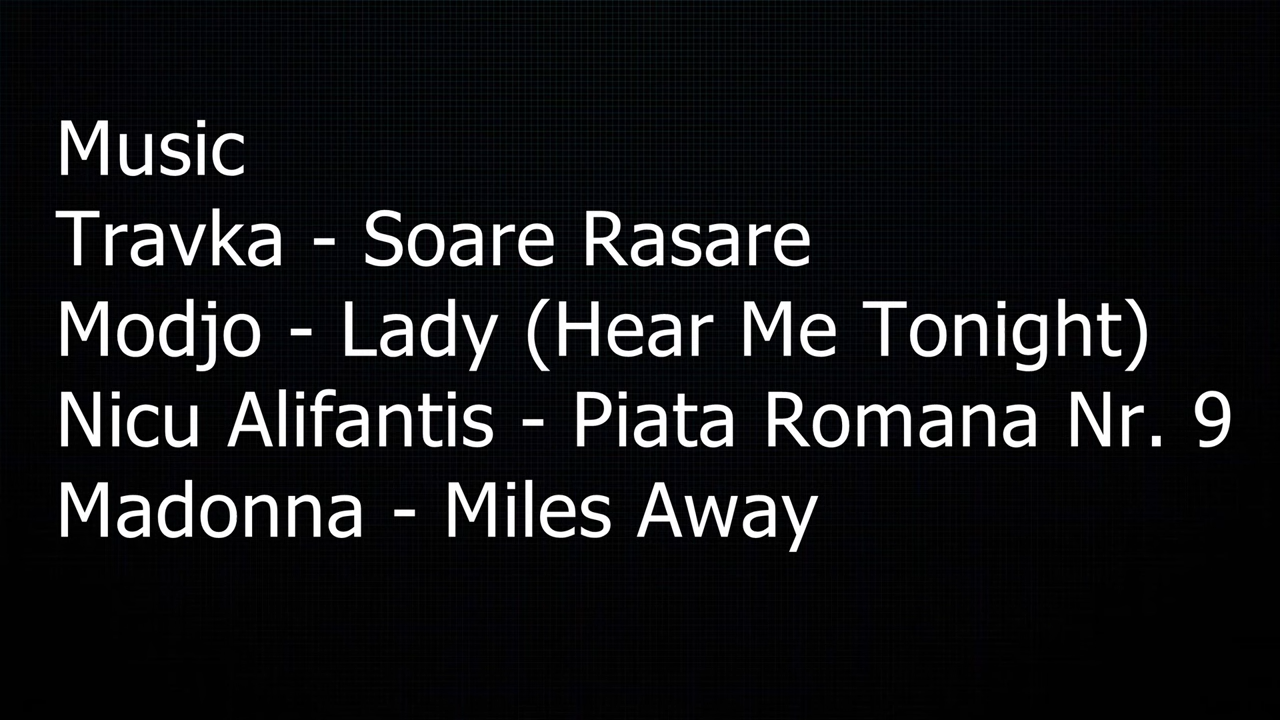 Music
Travka - Soare Rasare
Modjo - Lady (Hear Me Tonight)
Nicu Alifantis - Piata Romana Nr. 9
Madonna - Miles Away